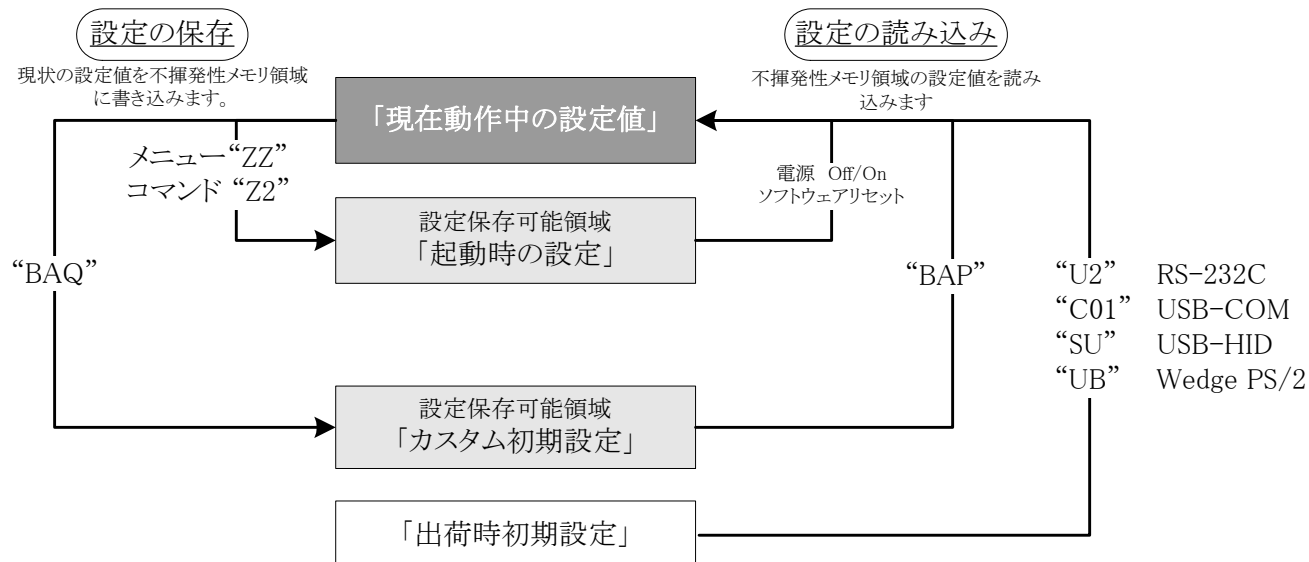 設定の保存
現状の設定値を不揮発性メモリ領域
に書き込みます。
設定の読み込み
不揮発性メモリ領域の設定値を読み
込みます
「現在動作中の設定値」
メニュー“ZZ”
コマンド “Z2”
電源 Off/On
ソフトウェアリセット
設定保存可能領域
「起動時の設定」
“BAQ”
“BAP”
“U2” RS-232C
“C01” USB-COM
“SU” USB-HID
“UB” Wedge PS/2
設定保存可能領域
「カスタム初期設定」
「出荷時初期設定」